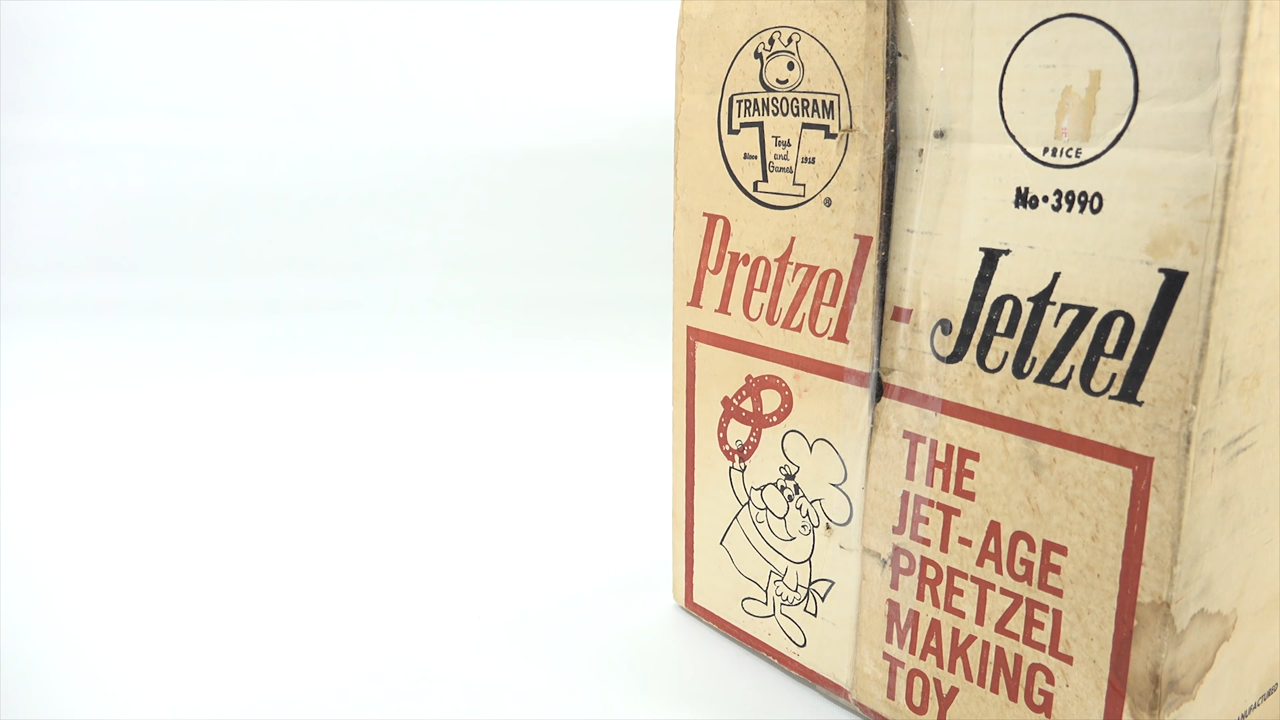 TRANSOGRAM
Since
Toys
and
Games
1915
®
PRICE
No•3990
Pretzel - Jetzel
THE
JET-AGE
PRETZEL
MAKING
TOY